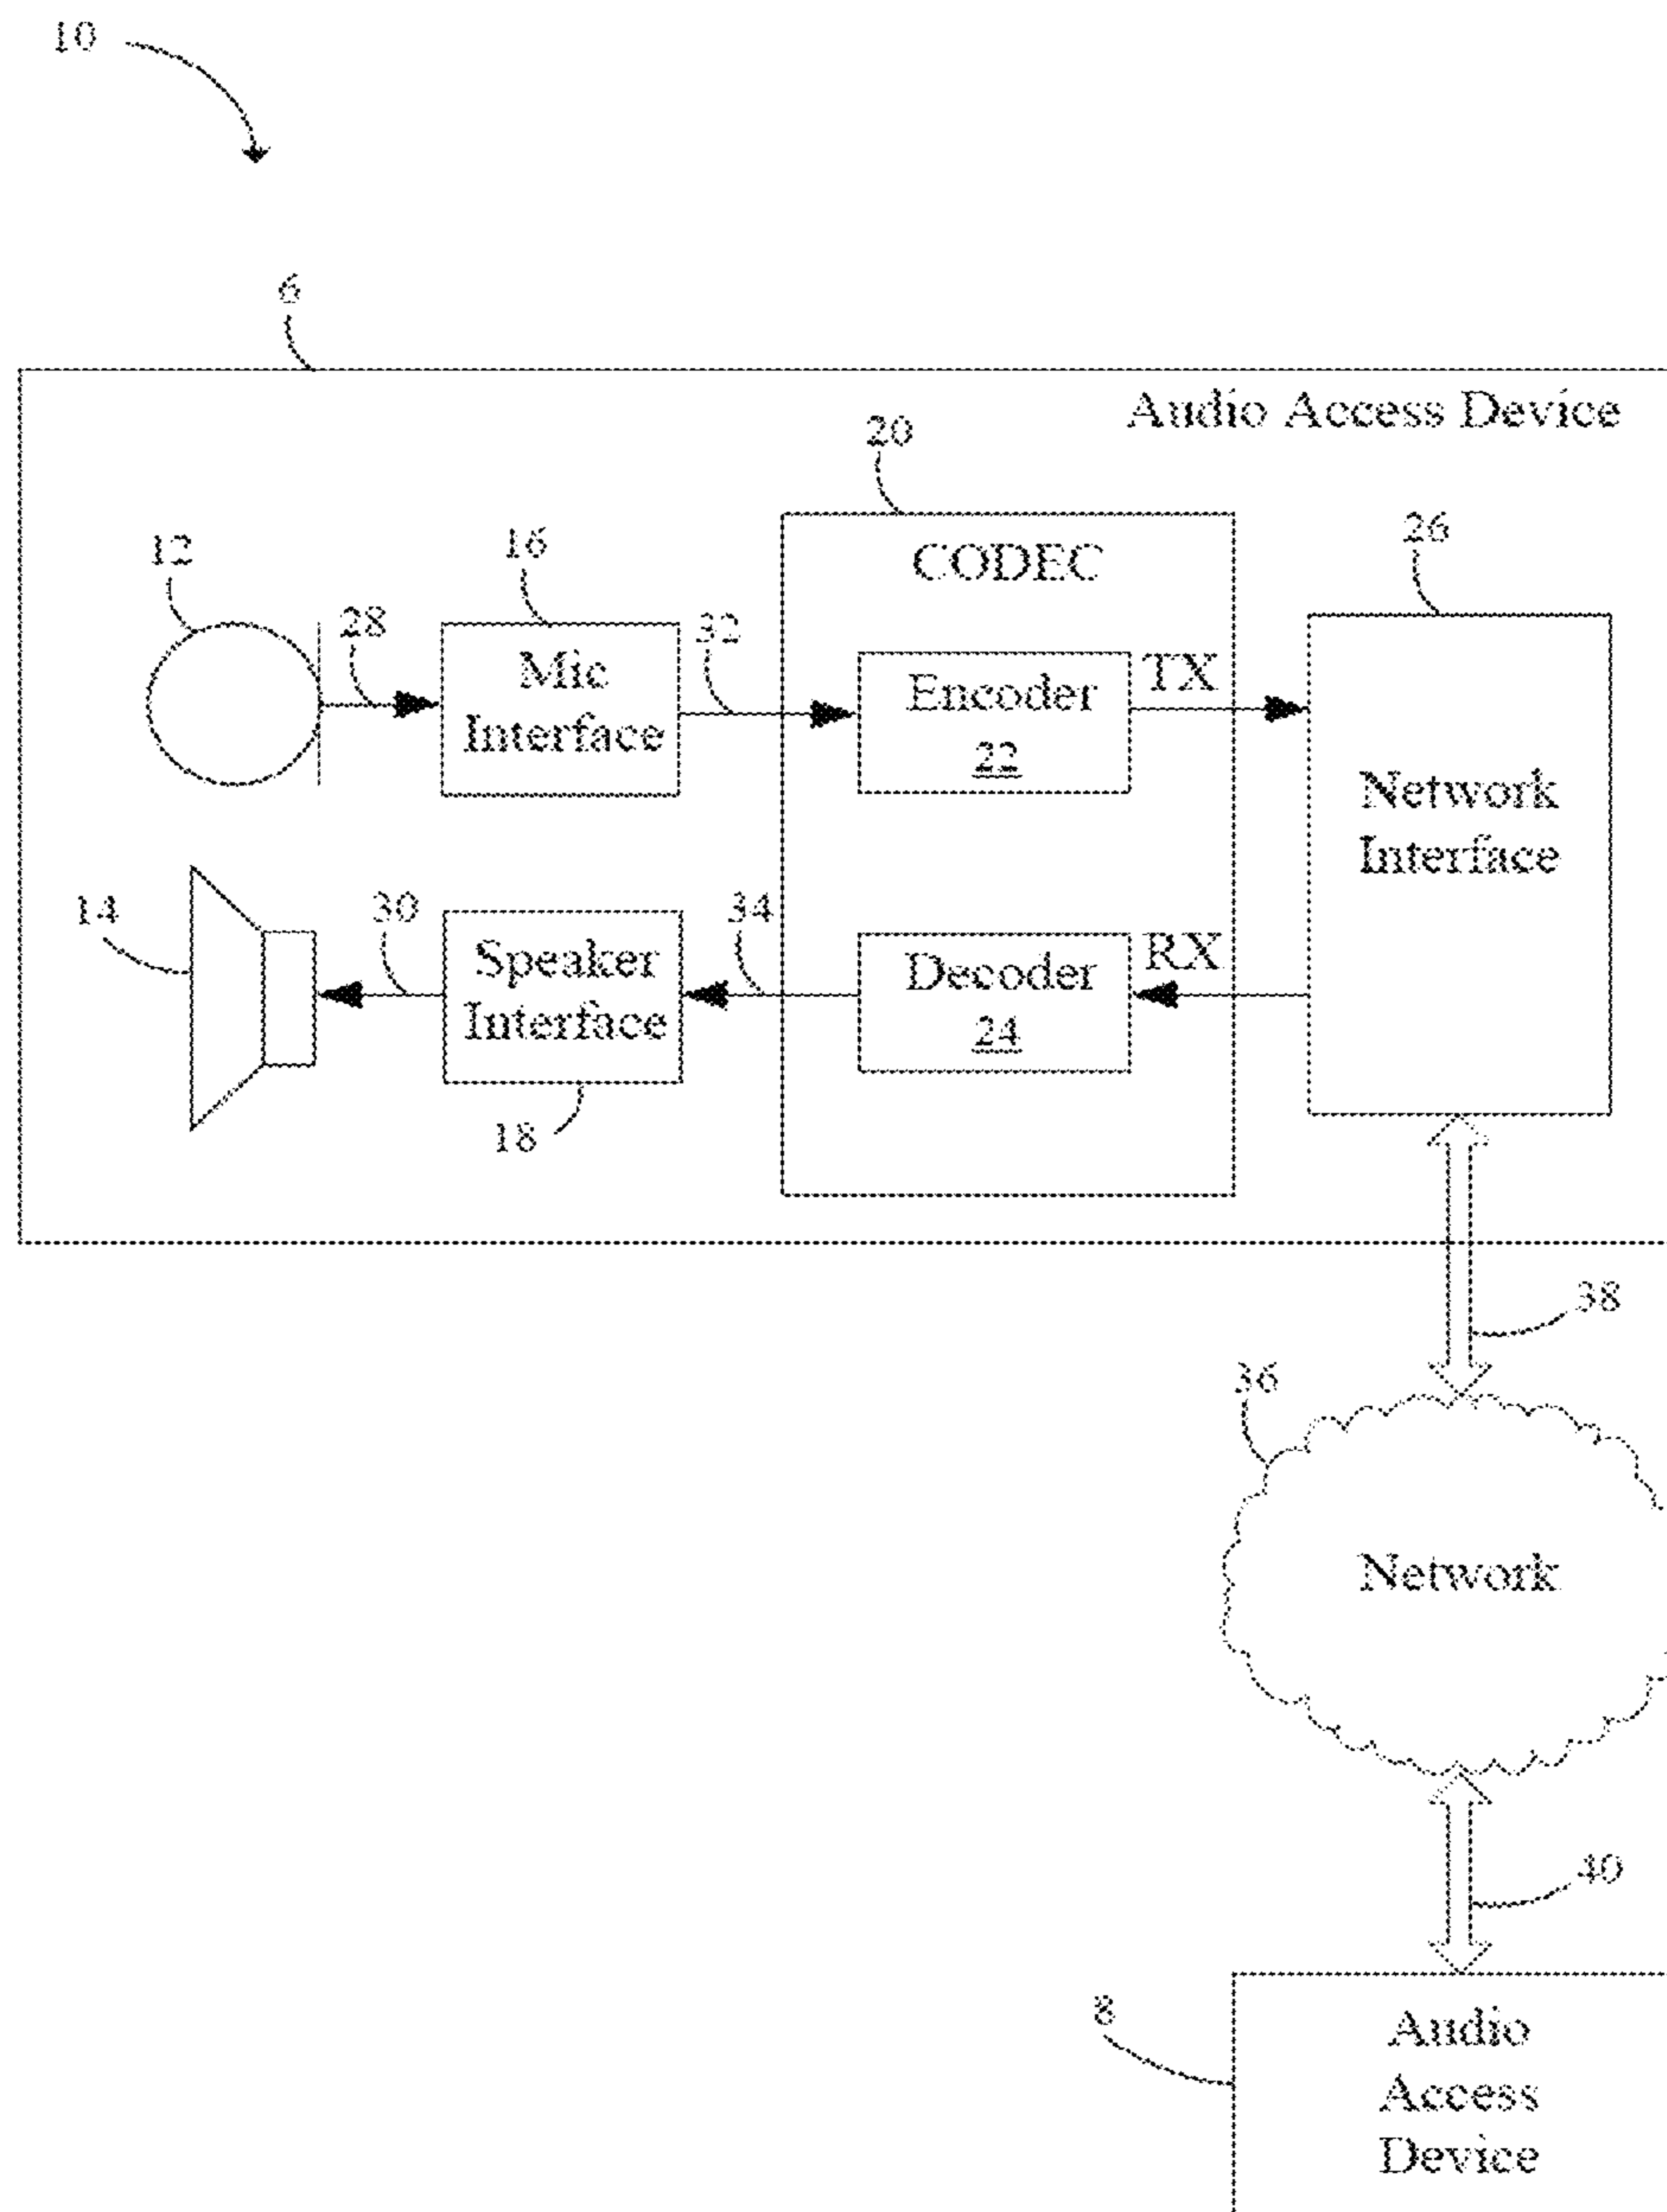 10
6
Audio Access Device
20
12
16
26
28
32
CODEC
Mic
Interface
Encoder
22
TX
Network
Interface
14
30
34
Speaker
Interface
Decoder
24
RX
18
38
36
Network
40
8
Audio
Access
Device